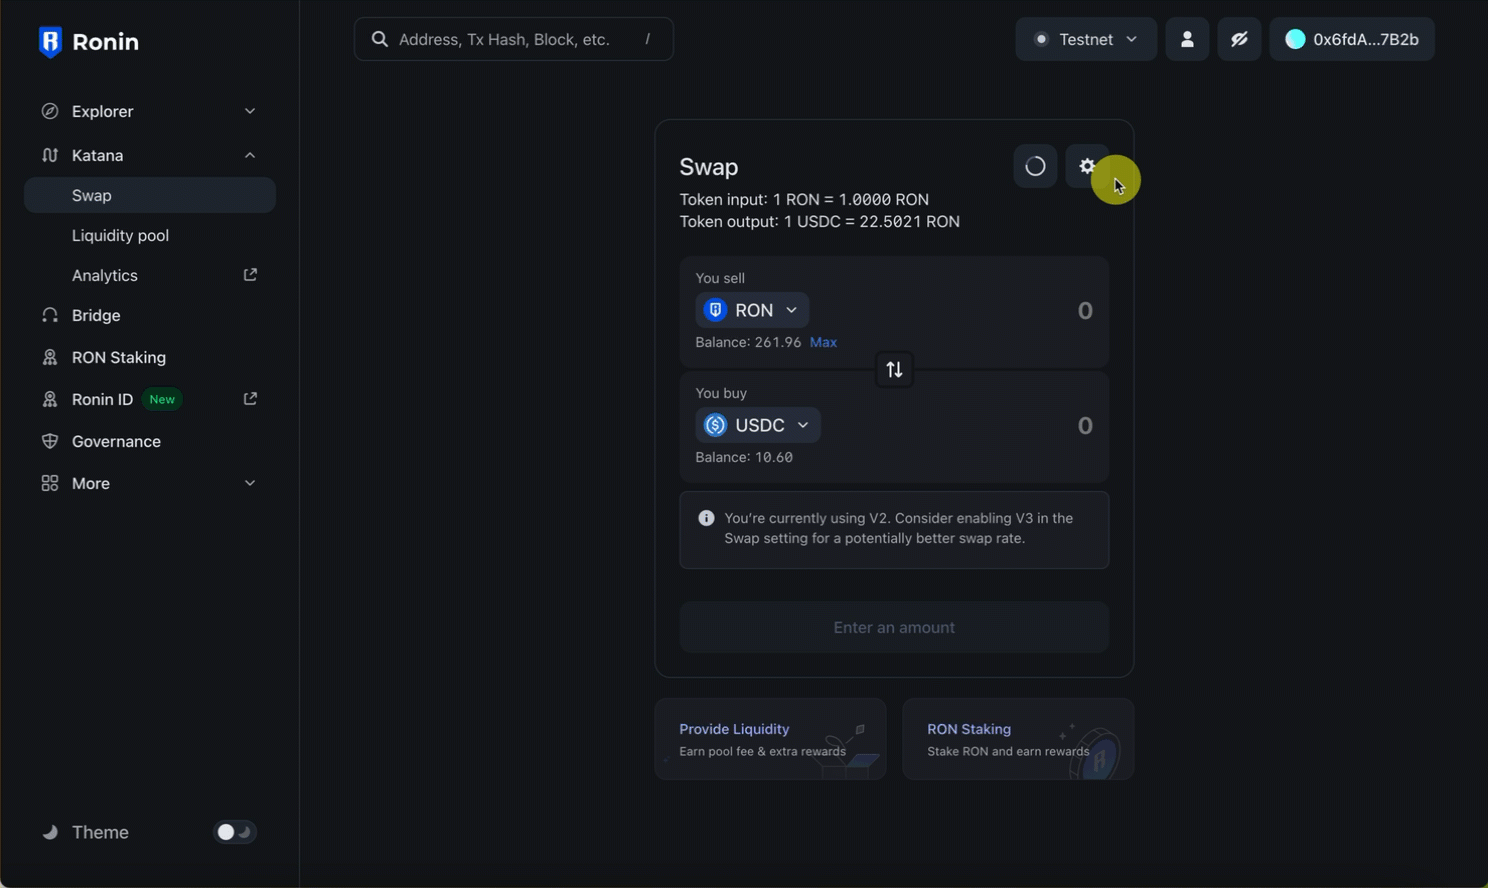 Ronin
Address, Tx Hash, Block, etc. /
Testnet
0x6fdA...7B2b
Explorer
Katana
Swap
Liquidity pool
Analytics
Bridge
RON Staking
Ronin ID New
Governance
More
Theme
Swap
Token input: 1 RON = 1.0000 RON
Token output: 1 USDC = 22.5021 RON
You sell
RON 0
Balance: 261.96 Max
You buy
USDC 0
Balance: 10.60
You're currently using V2. Consider enabling V3 in the
Swap setting for a potentially better swap rate.
Enter an amount
Provide Liquidity
Earn pool fee & extra rewards
RON Staking
Stake RON and earn rewards